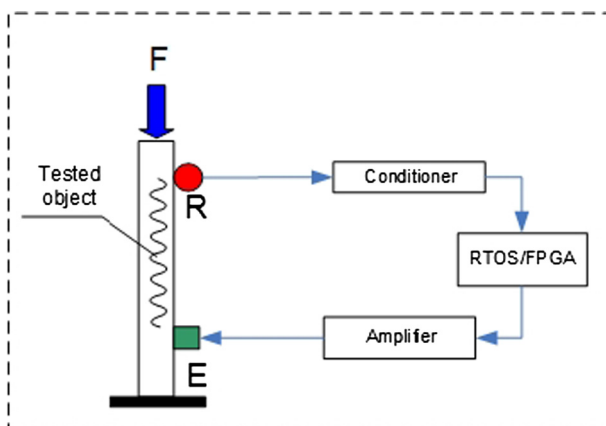 F
Tested
object
R
Conditioner
RTOS/FPGA
Amplifier
E